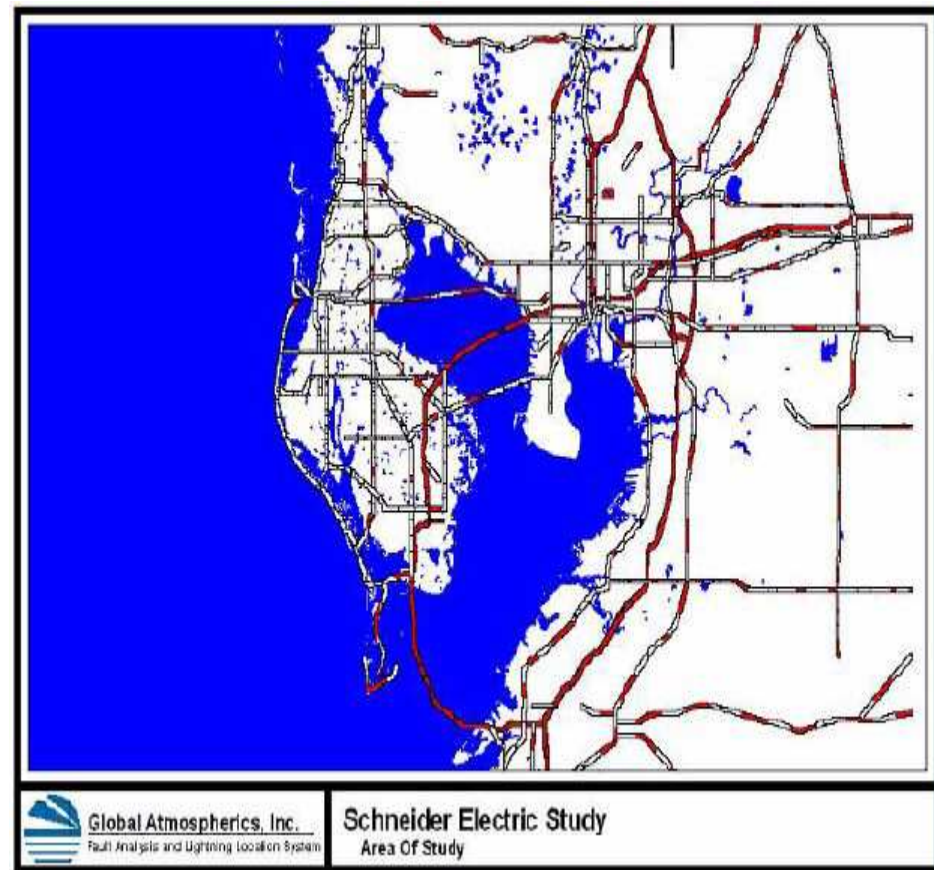 Global Atmospherics, Inc.
Fault Analysis and Lightning Location System
Schneider Electric Study
Area Of Study